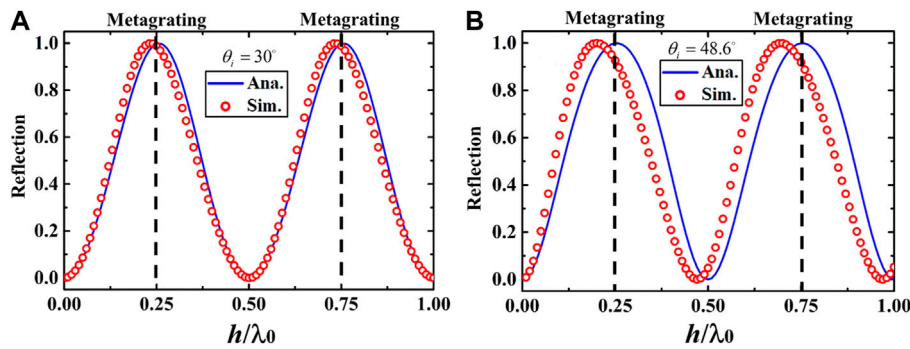 A
Metagrating Metagrating
θi = 30°
Ana.
Sim.
Reflection
1.0
0.8
0.6
0.4
0.2
0.0
0.00 0.25 0.50 0.75 1.00
h/λ0
B
Metagrating Metagrating
θi = 48.6°
Ana.
Sim.
Reflection
1.0
0.8
0.6
0.4
0.2
0.0
0.00 0.25 0.50 0.75 1.00
h/λ0